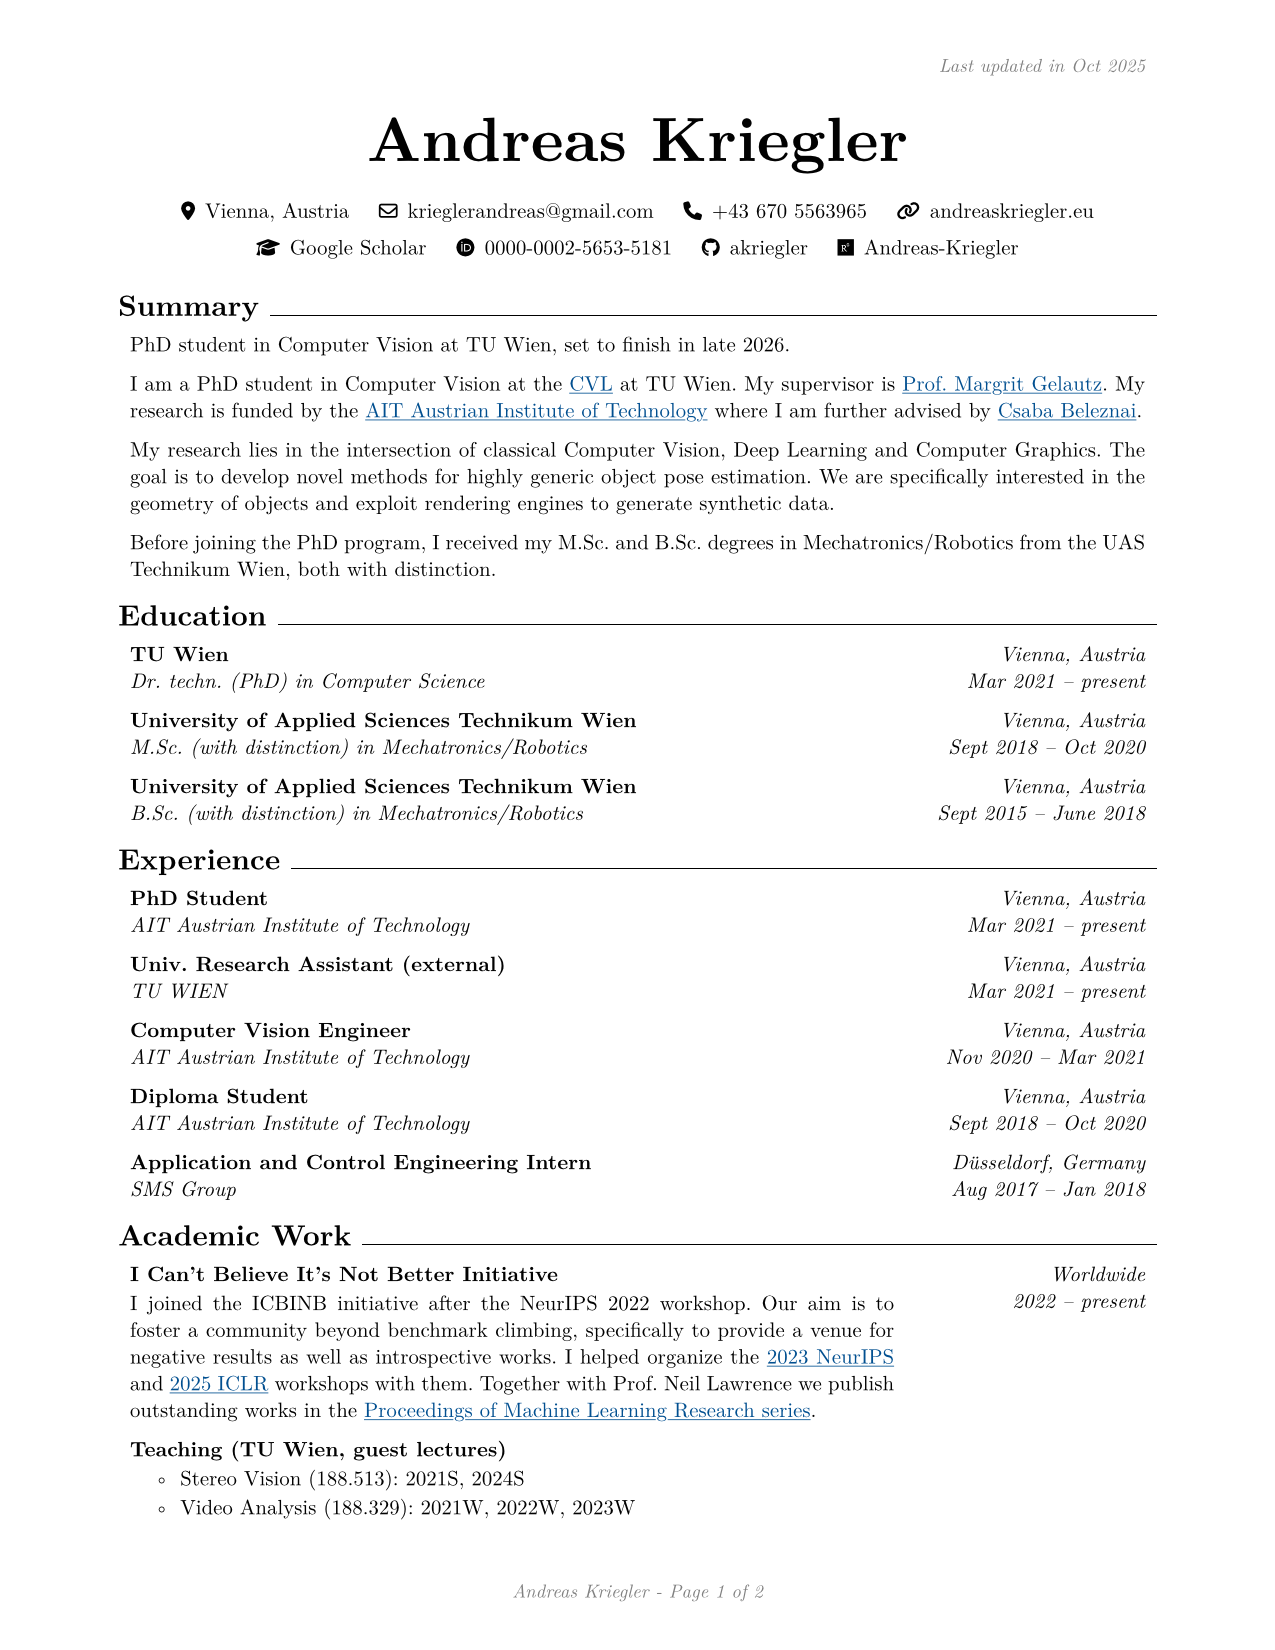 Last updated in Oct 2025
Andreas Kriegler
Vienna, Austria krieglerandreas@gmail.com +43 670 5563965 andreaskriegler.eu
Google Scholar 0000-0002-5653-5181 akriegler Andreas-Kriegler
Summary
PhD student in Computer Vision at TU Wien, set to finish in late 2026.
I am a PhD student in Computer Vision at the CVL at TU Wien. My supervisor is Prof. Margrit Gelautz. My
research is funded by the AIT Austrian Institute of Technology where I am further advised by Csaba Beleznai.
My research lies in the intersection of classical Computer Vision, Deep Learning and Computer Graphics. The
goal is to develop novel methods for highly generic object pose estimation. We are specifically interested in the
geometry of objects and exploit rendering engines to generate synthetic data.
Before joining the PhD program, I received my M.Sc. and B.Sc. degrees in Mechatronics/Robotics from the UAS
Technikum Wien, both with distinction.
Education
TU Wien Vienna, Austria
Dr. techn. (PhD) in Computer Science Mar 2021 – present
University of Applied Sciences Technikum Wien Vienna, Austria
M.Sc. (with distinction) in Mechatronics/Robotics Sept 2018 – Oct 2020
University of Applied Sciences Technikum Wien Vienna, Austria
B.Sc. (with distinction) in Mechatronics/Robotics Sept 2015 – June 2018
Experience
PhD Student Vienna, Austria
AIT Austrian Institute of Technology Mar 2021 – present
Univ. Research Assistant (external) Vienna, Austria
TU WIEN Mar 2021 – present
Computer Vision Engineer Vienna, Austria
AIT Austrian Institute of Technology Nov 2020 – Mar 2021
Diploma Student Vienna, Austria
AIT Austrian Institute of Technology Sept 2018 – Oct 2020
Application and Control Engineering Intern Düsseldorf, Germany
SMS Group Aug 2017 – Jan 2018
Academic Work
I Can't Believe It's Not Better Initiative Worldwide
I joined the ICBINB initiative after the NeurIPS 2022 workshop. Our aim is to 2022 – present
foster a community beyond benchmark climbing, specifically to provide a venue for
negative results as well as introspective works. I helped organize the 2023 NeurIPS
and 2025 ICLR workshops with them. Together with Prof. Neil Lawrence we publish
outstanding works in the Proceedings of Machine Learning Research series.
Teaching (TU Wien, guest lectures)
◦ Stereo Vision (188.513): 2021S, 2024S
◦ Video Analysis (188.329): 2021W, 2022W, 2023W
Andreas Kriegler - Page 1 of 2